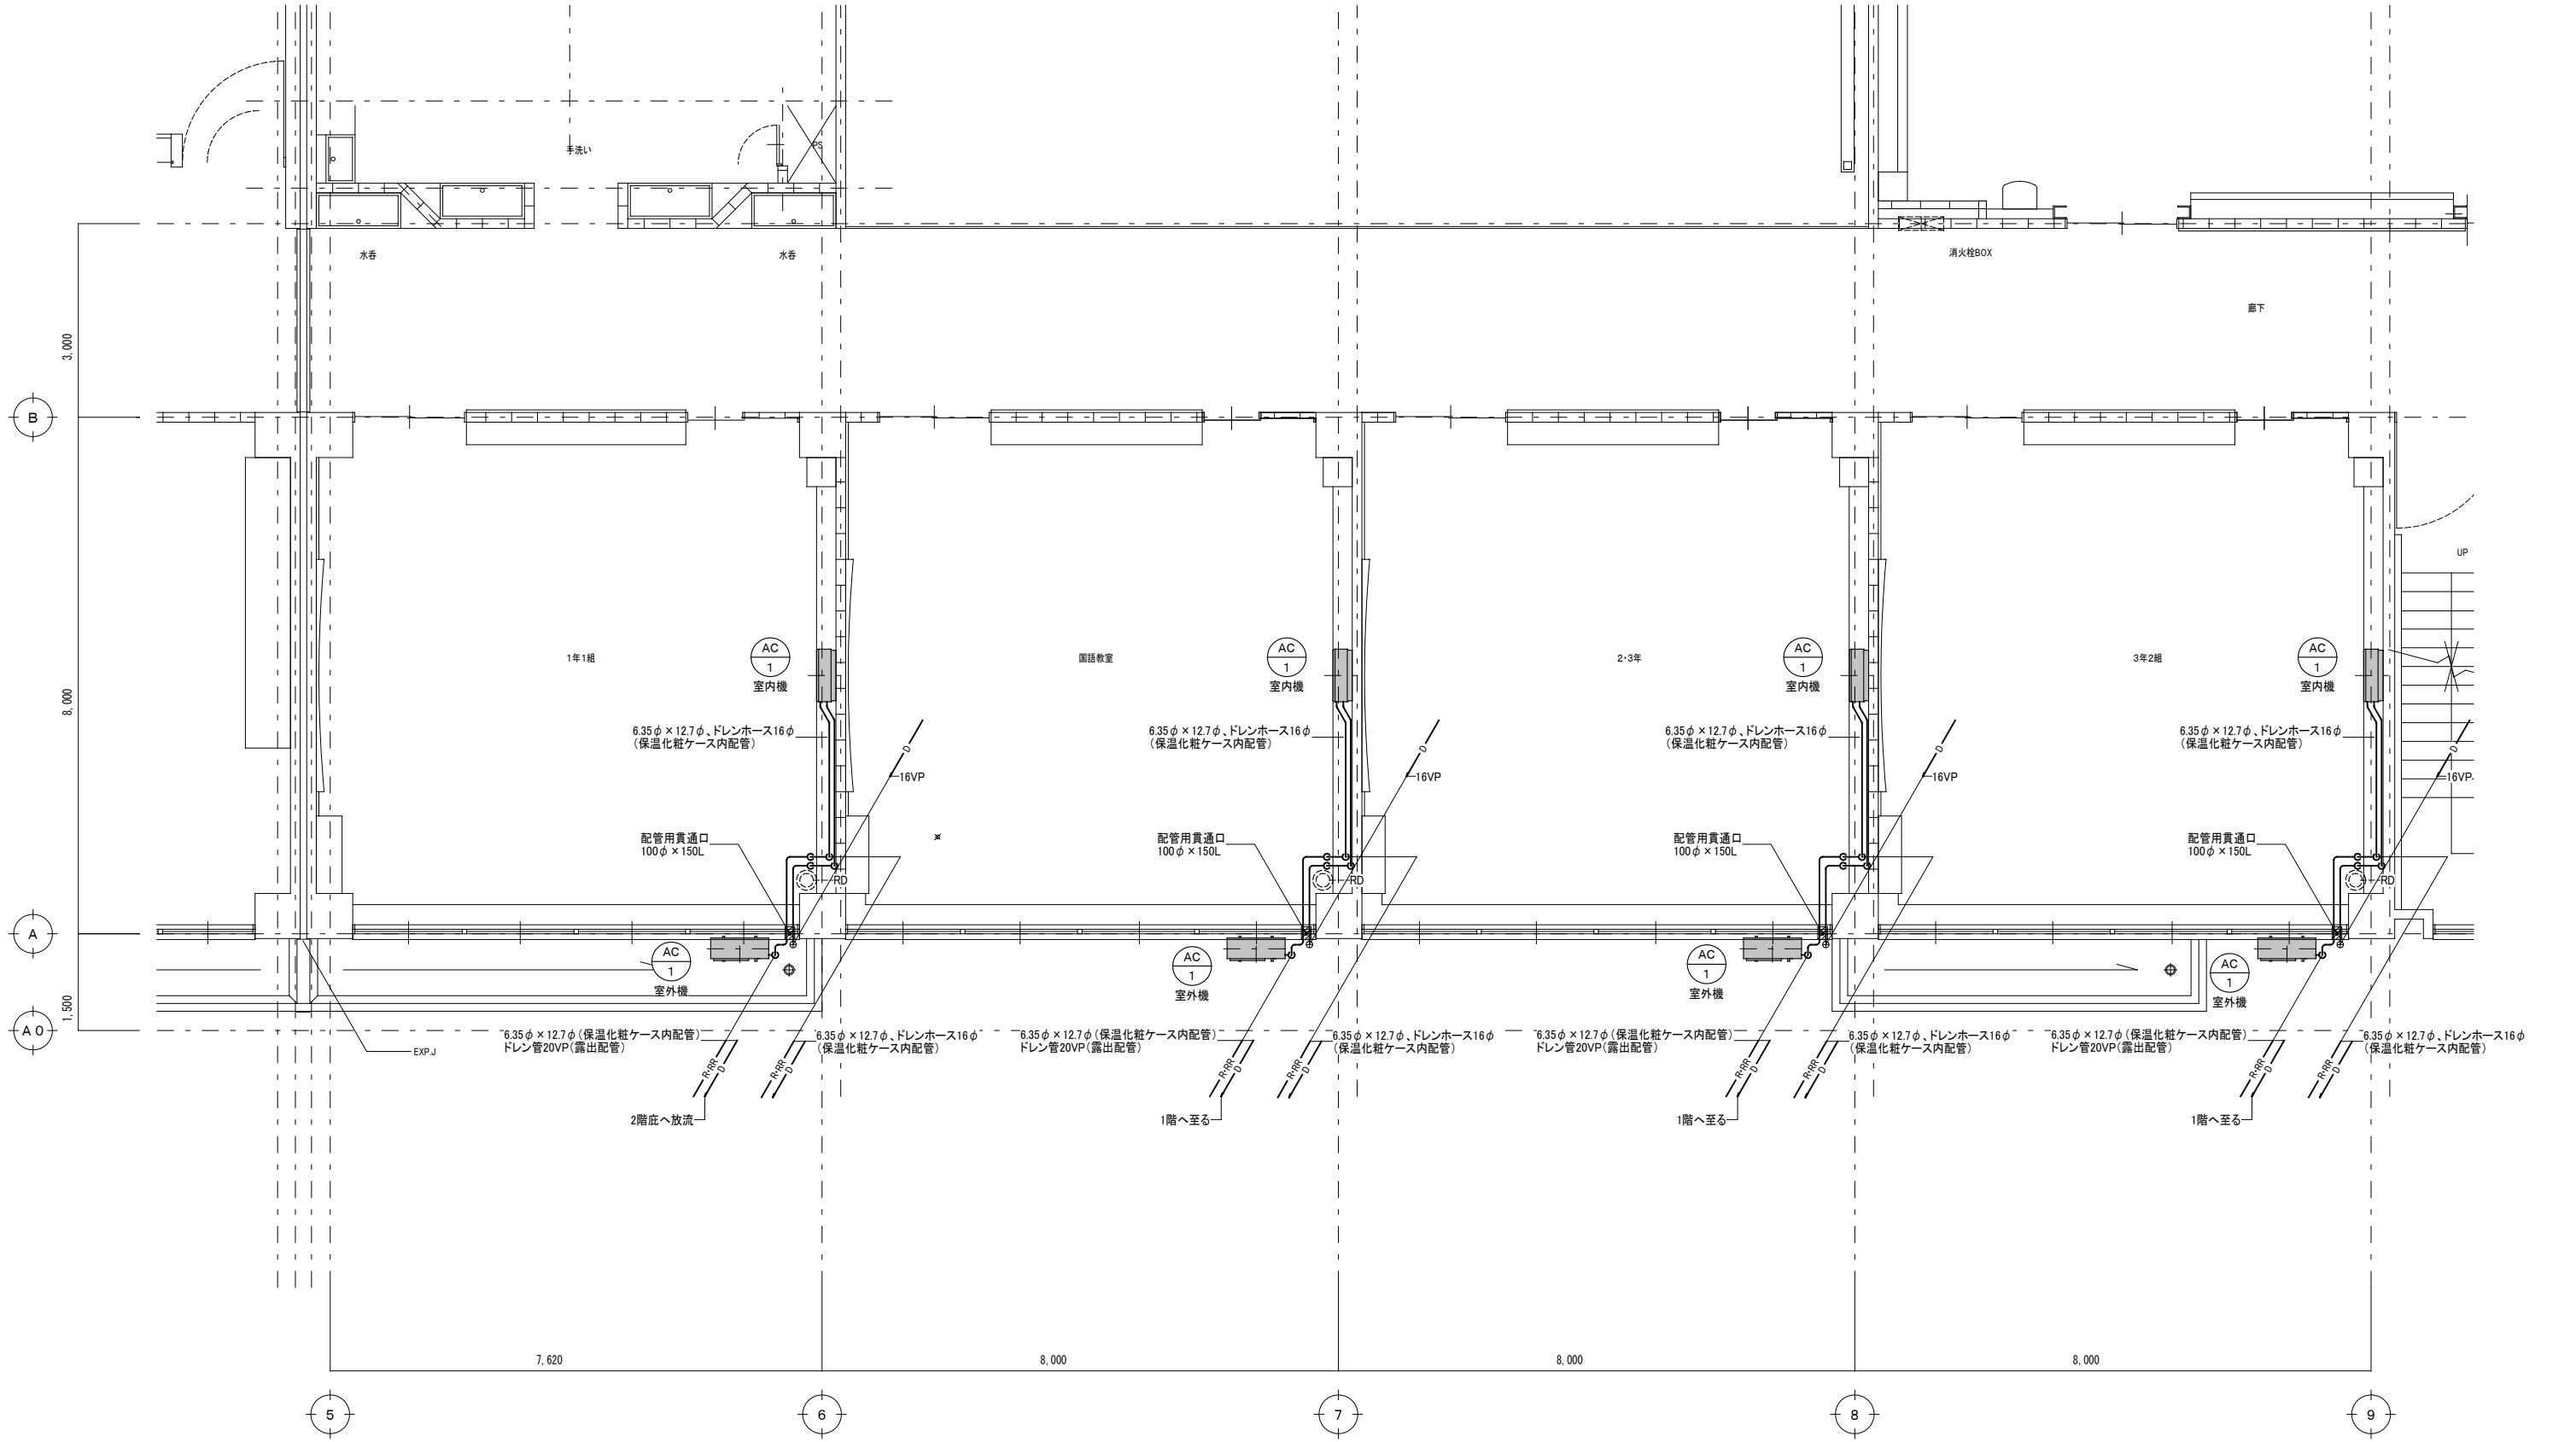 手洗い
PS
水呑
水呑
消火栓BOX
廊下
3,000
B
UP
AC
1
室内機
AC
1
室内機
AC
1
室内機
AC
1
室内機
1年1組
国語教室
2・3年
3年2組
8,000
6.35φ×12.7φ、ドレンホース16φ
(保温化粧ケース内配管)
6.35φ×12.7φ、ドレンホース16φ
(保温化粧ケース内配管)
6.35φ×12.7φ、ドレンホース16φ
(保温化粧ケース内配管)
6.35φ×12.7φ、ドレンホース16φ
(保温化粧ケース内配管)
D
16VP
D
16VP
D
16VP
D
16VP
配管用貫通口
100φ×150L
配管用貫通口
100φ×150L
配管用貫通口
100φ×150L
配管用貫通口
100φ×150L
RD
RD
RD
A
AC
1
室外機
AC
1
室外機
AC
1
室外機
AC
1
室外機
1,500
A0
EXP.J
6.35φ×12.7φ(保温化粧ケース内配管)
ドレン管20VP(露出配管)
6.35φ×12.7φ、ドレンホース16φ
(保温化粧ケース内配管)
6.35φ×12.7φ(保温化粧ケース内配管)
ドレン管20VP(露出配管)
6.35φ×12.7φ、ドレンホース16φ
(保温化粧ケース内配管)
6.35φ×12.7φ(保温化粧ケース内配管)
ドレン管20VP(露出配管)
6.35φ×12.7φ、ドレンホース16φ
(保温化粧ケース内配管)
6.35φ×12.7φ(保温化粧ケース内配管)
ドレン管20VP(露出配管)
6.35φ×12.7φ、ドレンホース16φ
(保温化粧ケース内配管)
R・RR
D
R・RR
D
R・RR
D
R・RR
D
R・RR
D
R・RR
D
R・RR
D
R・RR
D
2階庇へ放流
1階へ至る
1階へ至る
1階へ至る
7,620
8,000
8,000
8,000
5
6
7
8
9